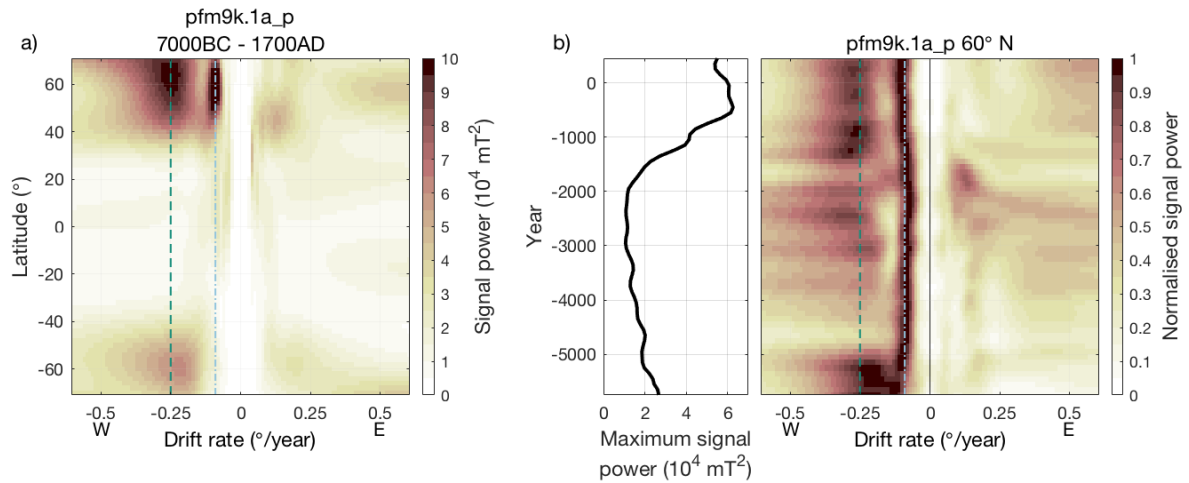 pfm9k.1a_p
a)
7000BC - 1700AD
60
40
20
0
-20
-40
-60
Latitude (°)
-0.5
-0.25
0
0.25
0.5
W
E
Drift rate (°/year)
10
9
8
7
6
5
4
3
2
1
0
Signal power (10⁴ mT²)
b)
0
-1000
-2000
-3000
-4000
-5000
Year
0
2
4
6
Maximum signal
power (10⁴ mT²)
pfm9k.1a_p 60° N
-0.5
-0.25
0
0.25
0.5
W
E
Drift rate (°/year)
1
0.9
0.8
0.7
0.6
0.5
0.4
0.3
0.2
0.1
0
Normalised signal power